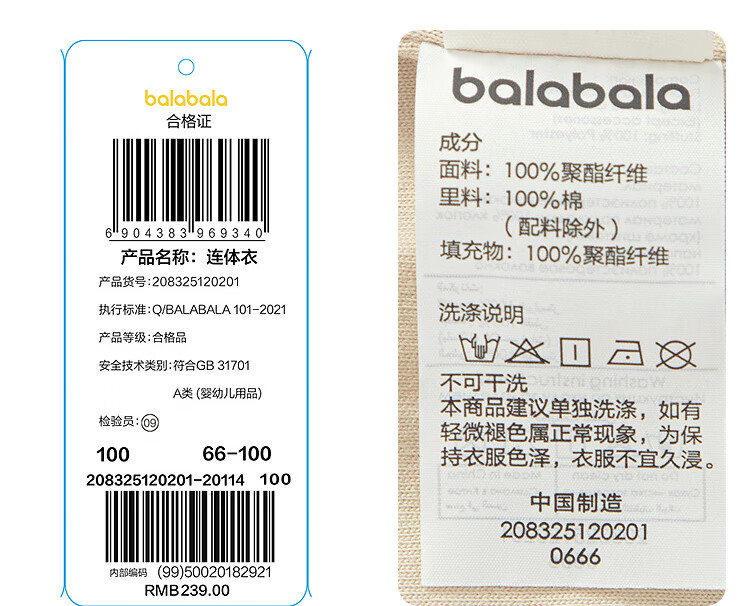 balabala
合格证
6 904383 969340
产品名称：连体衣
产品货号：208325120201
执行标准：Q/BALABALA 101-2021
产品等级：合格品
安全技术类别：符合GB 31701
A类 (婴幼儿用品)
检验员：09
100 66-100
208325120201-20114 100
内部编码 (99)50020182921
RMB239.00
balabala
成分
面料：100%聚酯纤维
里料：100%棉
（配料除外）
填充物：100%聚酯纤维
洗涤说明
不可干洗
本商品建议单独洗涤，如有
轻微褪色属正常现象，为保
持衣服色泽，衣服不宜久浸。
中国制造
208325120201
0666